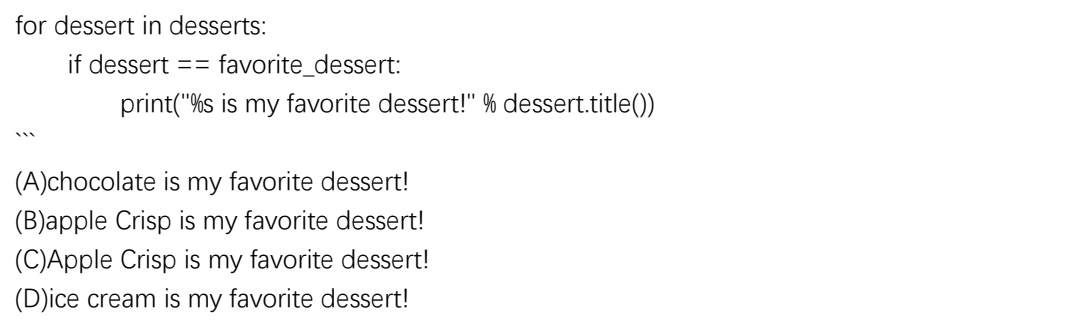 for dessert in desserts:
if dessert == favorite_dessert:
print("%s is my favorite dessert!" % dessert.title())
```
(A)chocolate is my favorite dessert!
(B)apple Crisp is my favorite dessert!
(C)Apple Crisp is my favorite dessert!
(D)ice cream is my favorite dessert!